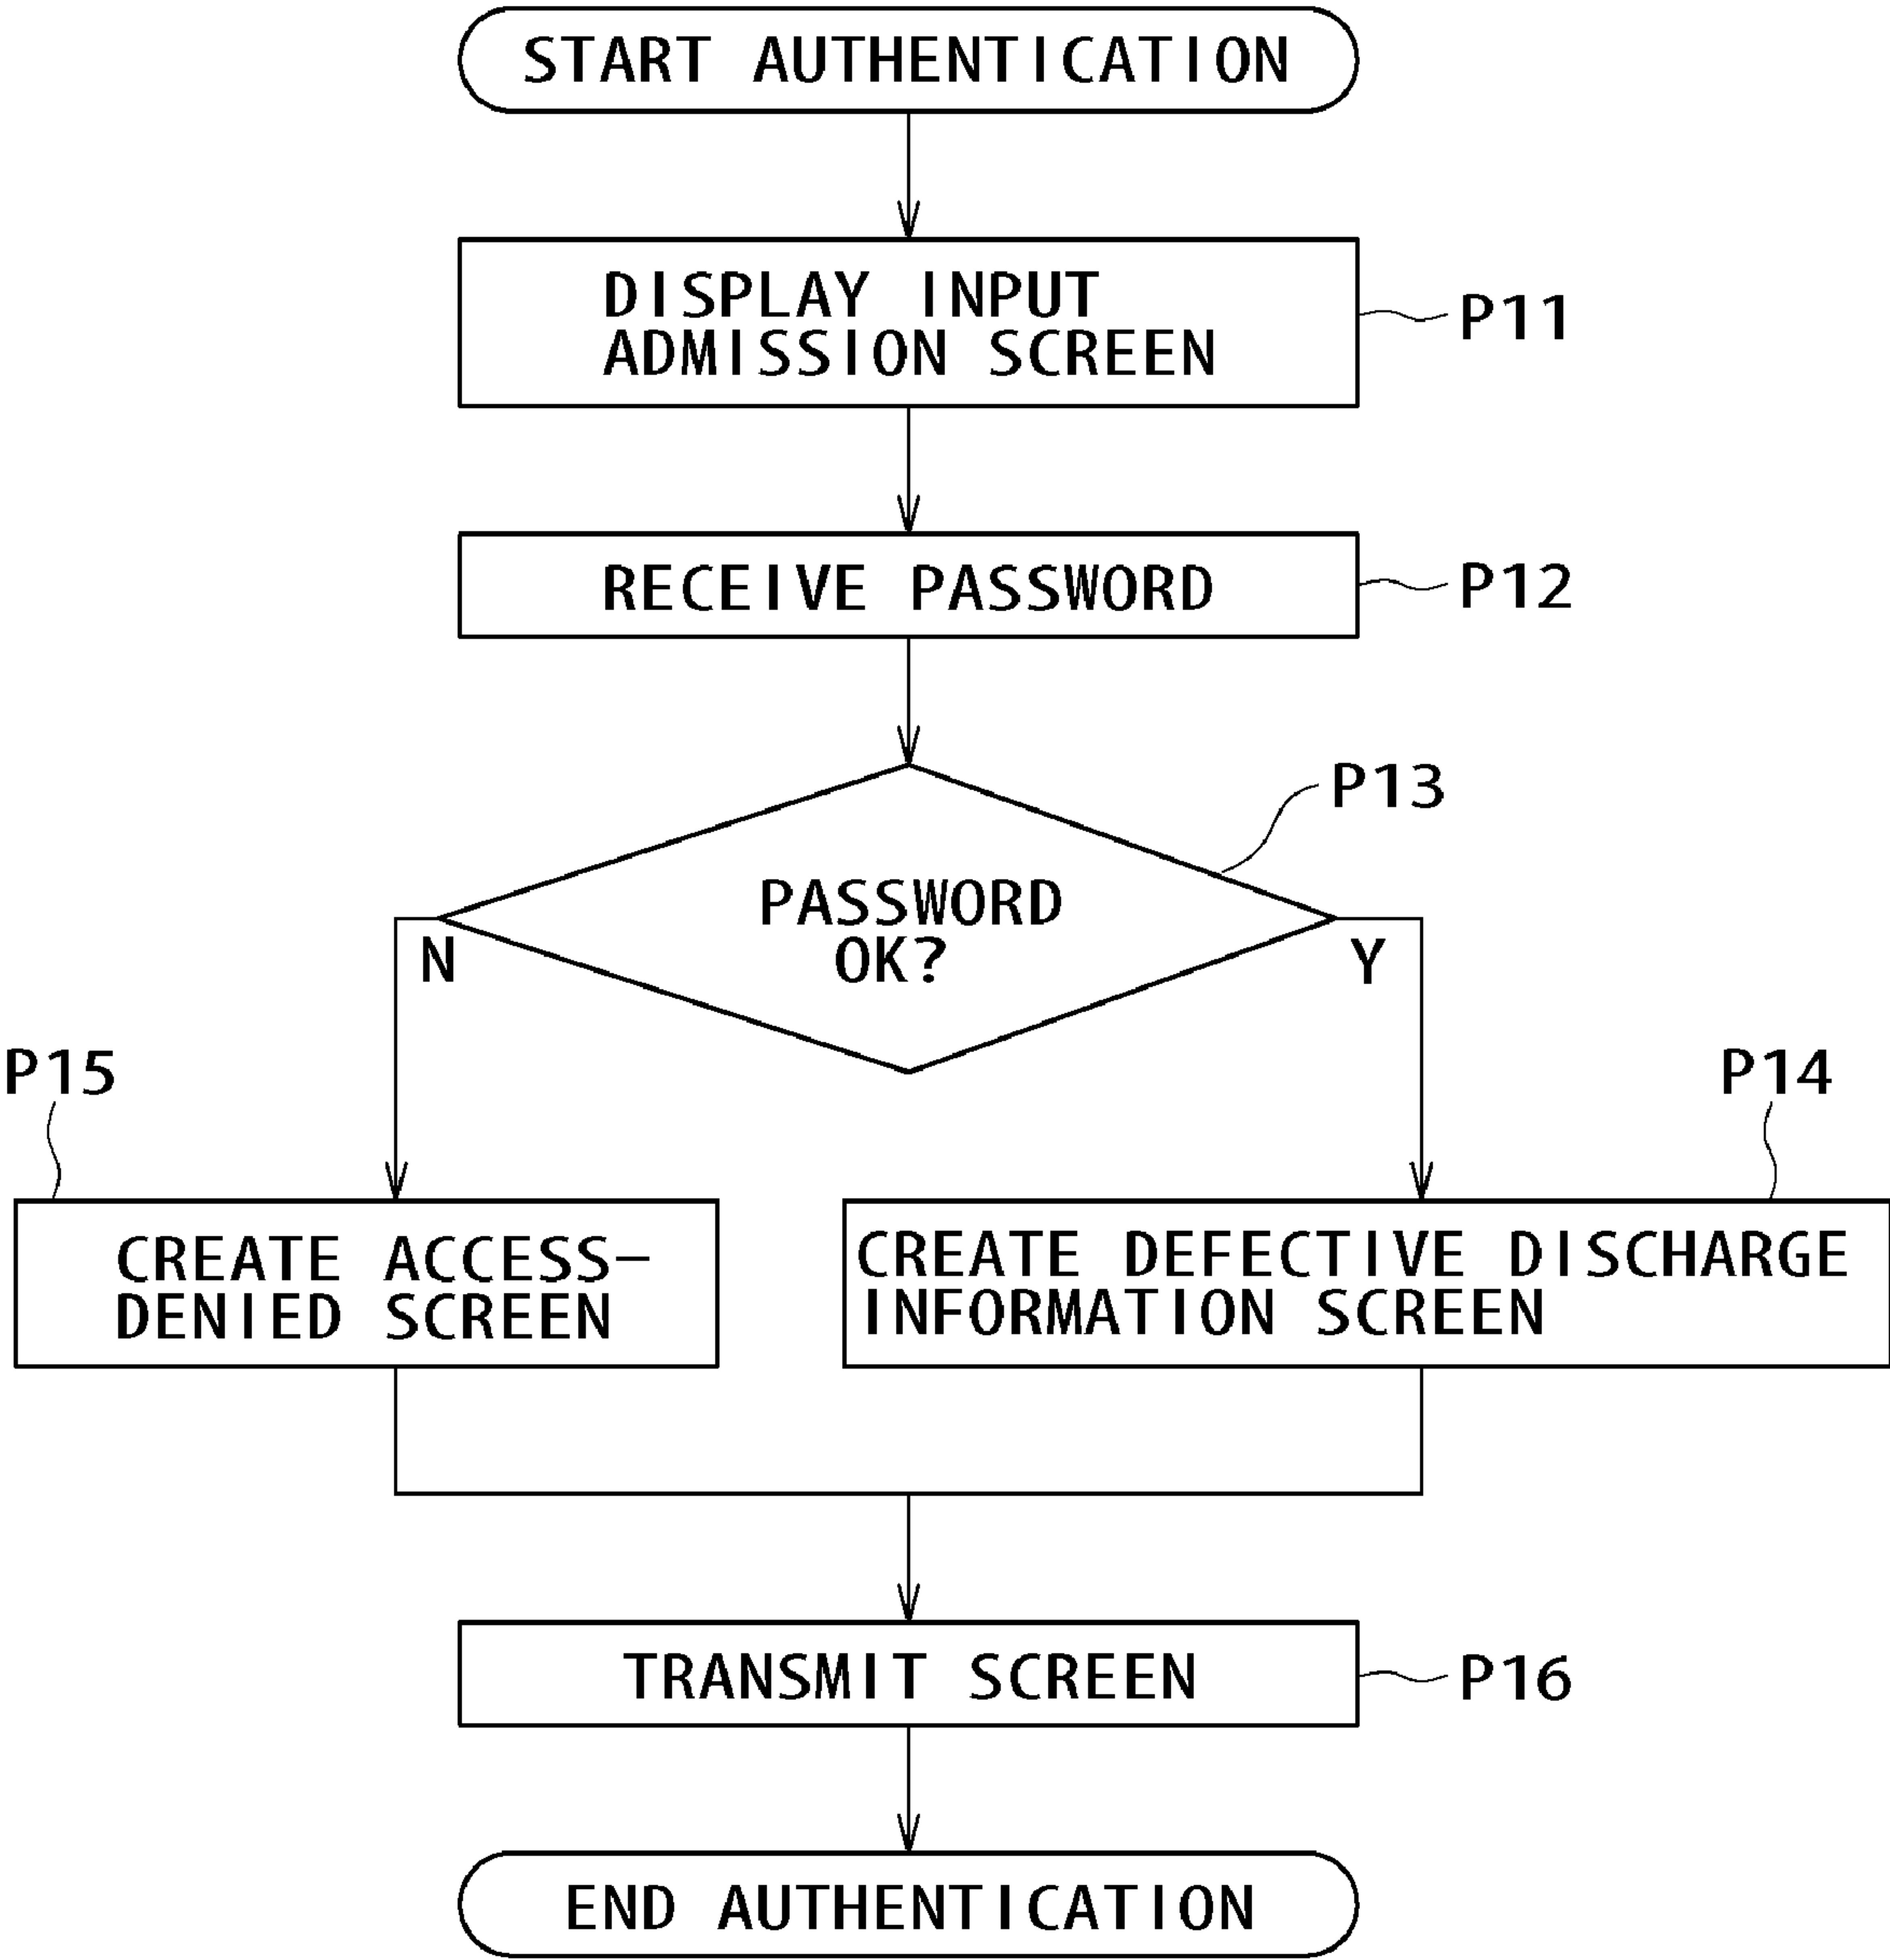 START AUTHENTICATION
DISPLAY INPUT
ADMISSION SCREEN
P11
RECEIVE PASSWORD
P12
P13
PASSWORD
OK?
N
Y
P15
P14
CREATE ACCESS-
DENIED SCREEN
CREATE DEFECTIVE DISCHARGE
INFORMATION SCREEN
TRANSMIT SCREEN
P16
END AUTHENTICATION